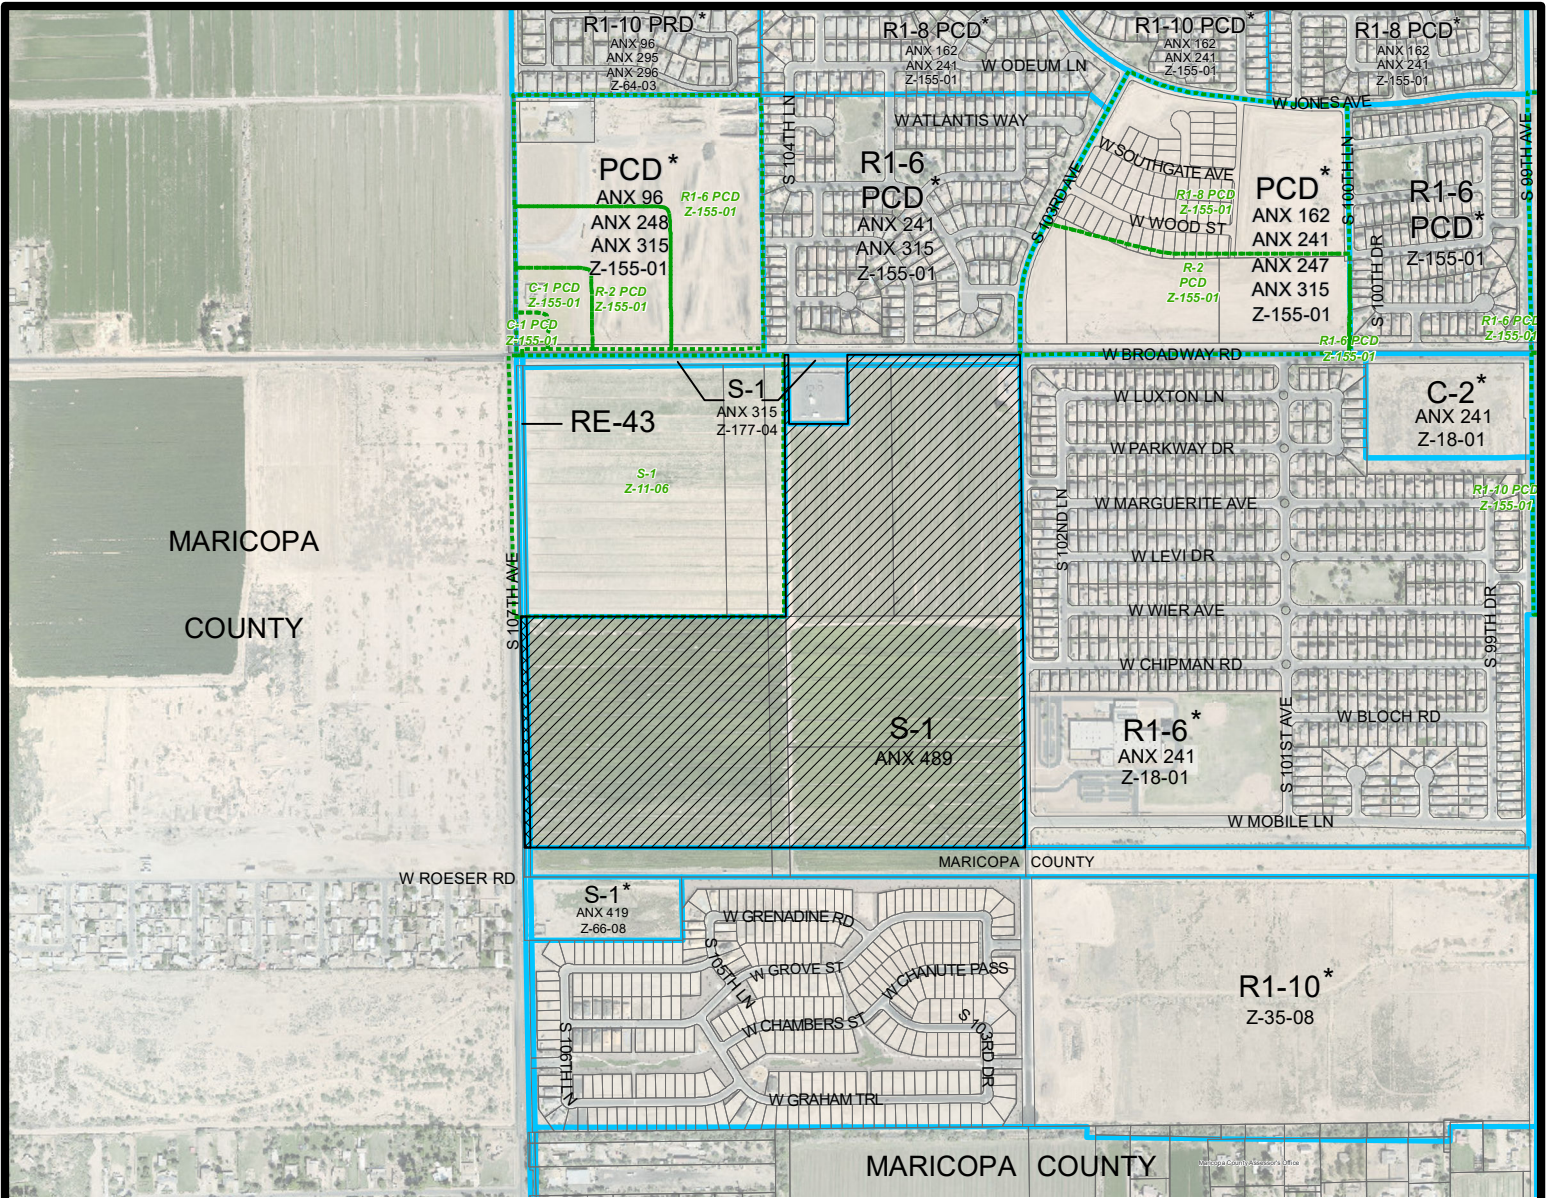 R1-10 PRD*
ANX 96
ANX 295
ANX 296
Z-64-03
R1-8 PCD*
ANX 162
ANX 241
Z-155-01
W ODEUM LN
R1-10 PCD*
ANX 162
ANX 241
Z-155-01
R1-8 PCD*
ANX 162
ANX 241
Z-155-01
W JONES AVE
S 99TH AVE
W ATLANTIS WAY
S 104TH LN
PCD*
ANX 96
ANX 248
ANX 315
Z-155-01
R1-6 PCD
Z-155-01
C-1 PCD
Z-155-01
R-2 PCD
Z-155-01
C-1 PCD
Z-155-01
R1-6
PCD*
ANX 241
ANX 315
Z-155-01
S 103RD AVE
W SOUTHGATE AVE
R1-8 PCD
Z-155-01
W WOOD ST
R-2
PCD
Z-155-01
PCD*
ANX 162
ANX 241
ANX 247
ANX 315
Z-155-01
S 100TH LN
S 100TH DR
R1-6
PCD*
Z-155-01
R1-6 PCD
Z-155-01
R1-6 PCD
Z-155-01
W BROADWAY RD
S-1
ANX 315
Z-177-04
RE-43
S-1
Z-11-06
W LUXTON LN
C-2*
ANX 241
Z-18-01
W PARKWAY DR
R1-10 PCD
Z-155-01
W MARGUERITE AVE
S 102ND LN
W LEVI DR
MARICOPA
COUNTY
S 107TH AVE
W WIER AVE
S 99TH DR
W CHIPMAN RD
S-1
ANX 489
R1-6*
ANX 241
Z-18-01
S 101ST AVE
W BLOCH RD
W MOBILE LN
MARICOPA COUNTY
W ROESER RD
S-1*
ANX 419
Z-66-08
W GRENADINE RD
S 105TH LN
W GROVE ST
W CHANUTE PASS
W CHAMBERS ST
S 103RD DR
S 106TH LN
W GRAHAM TRL
R1-10*
Z-35-08
MARICOPA COUNTY
Maricopa County Assessor's Office